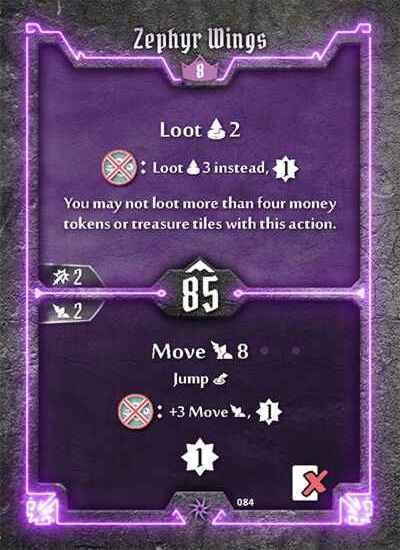 Zephyr Wings
8
Loot 2
: Loot 3 instead, 1
You may not loot more than four money
tokens or treasure tiles with this action.
2
85
2
Move 8
Jump
: +3 Move , 1
1
084